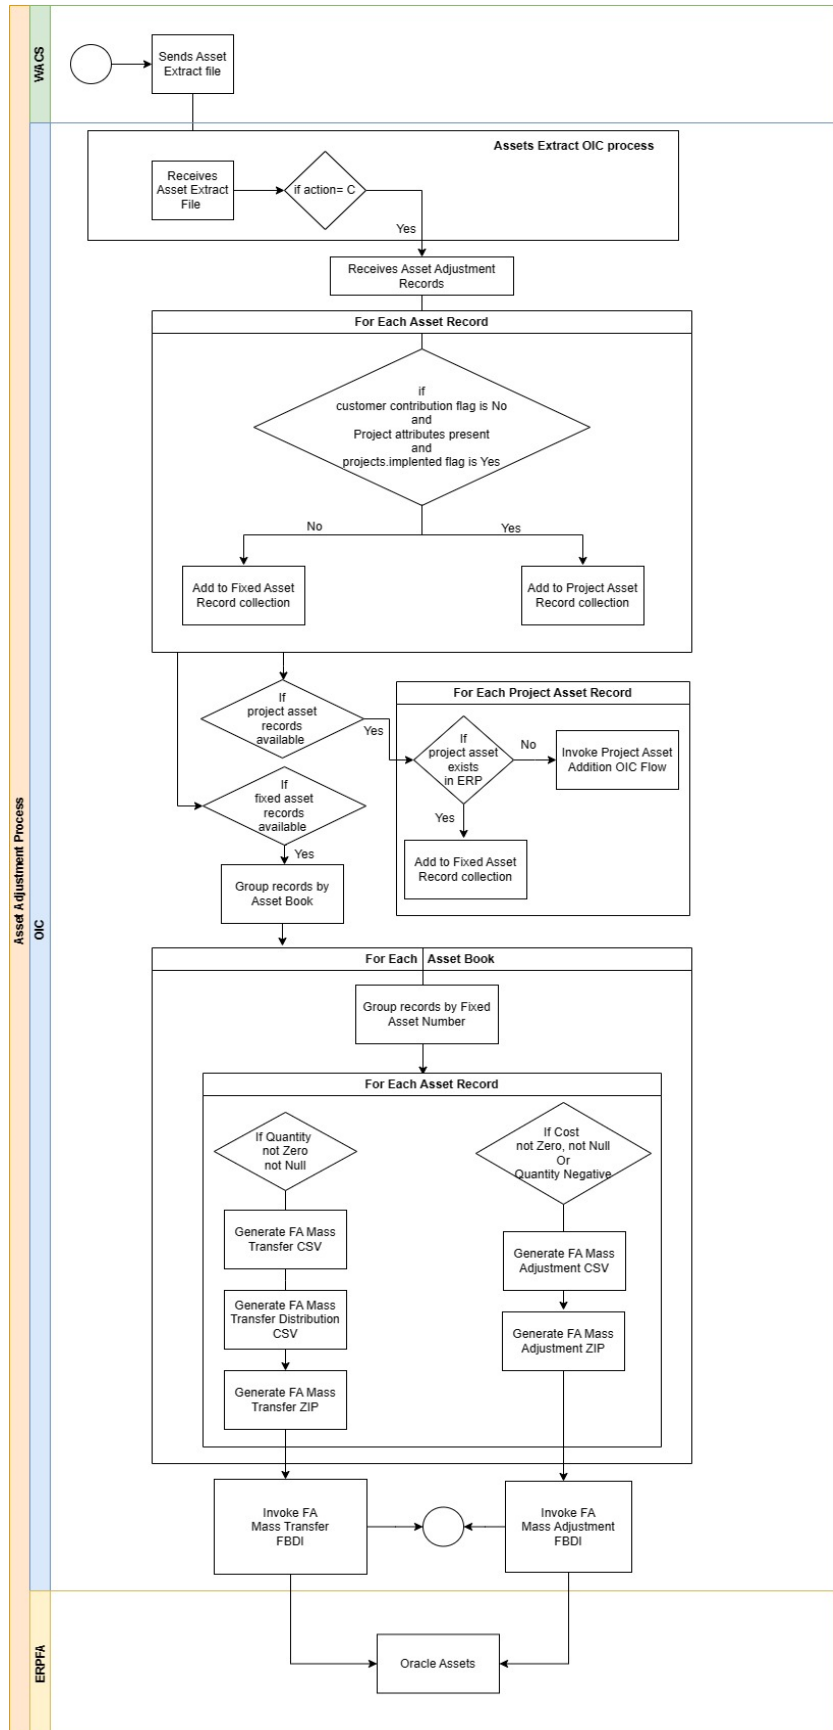 Asset Adjustment Process
WACS
Sends Asset
Extract file
OIC
Assets Extract OIC process
Receives
Asset Extract
File
if action= C
Yes
Receives Asset Adjustment
Records
For Each Asset Record
if
customer contribution flag is No
and
Project attributes present
and
projects.implented flag is Yes
No
Yes
Add to Fixed Asset
Record collection
Add to Project Asset
Record collection
If
project asset
records
available
Yes
For Each Project Asset Record
If
project asset
exists
in ERP
No
Invoke Project Asset
Addition OIC Flow
Yes
Add to Fixed Asset
Record collection
If
fixed asset
records
available
Yes
Group records by
Asset Book
For Each Asset Book
Group records by Fixed
Asset Number
For Each Asset Record
If Quantity
not Zero
not Null
If Cost
not Zero, not Null
Or
Quantity Negative
Generate FA Mass
Transfer CSV
Generate FA Mass
Adjustment CSV
Generate FA Mass
Transfer Distribution
CSV
Generate FA Mass
Adjustment ZIP
Generate FA Mass
Transfer ZIP
Invoke FA
Mass Transfer
FBDI
Invoke FA
Mass Adjustment
FBDI
ERPFA
Oracle Assets